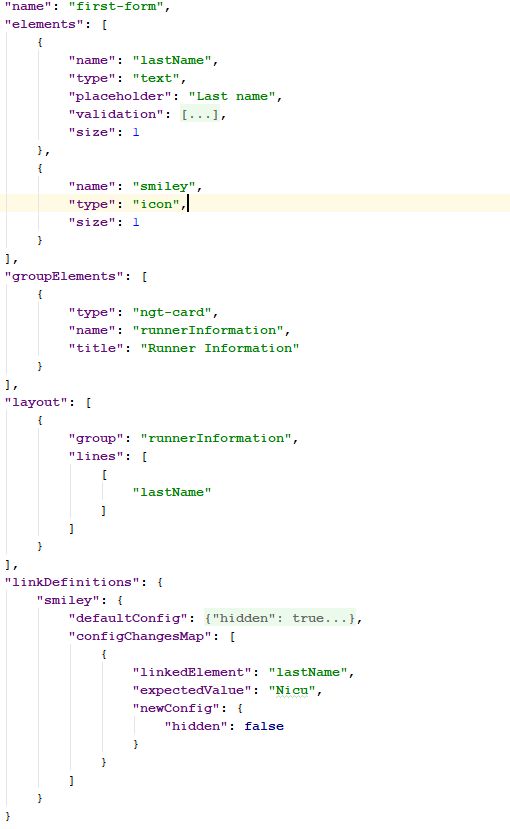 "name": "first-form",
"elements": [
    {
        "name": "lastName",
        "type": "text",
        "placeholder": "Last name",
        "validation": [...],
        "size": 1
    },
    {
        "name": "smiley",
        "type": "icon",
        "size": 1
    }
],
"groupElements": [
    {
        "type": "ngt-card",
        "name": "runnerInformation",
        "title": "Runner Information"
    }
],
"layout": [
    {
        "group": "runnerInformation",
        "lines": [
            [
                "lastName"
            ]
        ]
    }
],
"linkDefinitions": {
    "smiley": {
        "defaultConfig": {"hidden": true...},
        "configChangesMap": [
            {
                "linkedElement": "lastName",
                "expectedValue": "Nicu",
                "newConfig": {
                    "hidden": false
                }
            }
        ]
    }
}